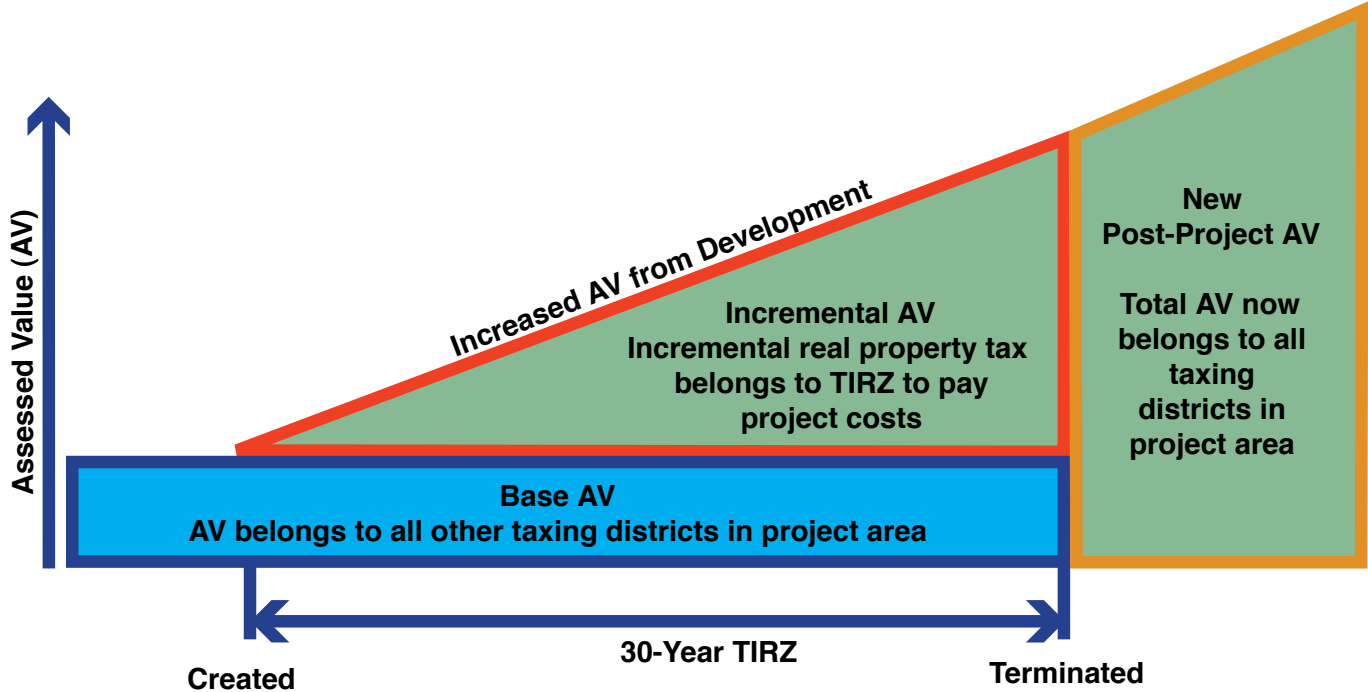 Assessed Value (AV)
Increased AV from Development
Incremental AV
Incremental real property tax
belongs to TIRZ to pay
project costs
New
Post-Project AV
Total AV now
belongs to all
taxing
districts in
project area
Base AV
AV belongs to all other taxing districts in project area
30-Year TIRZ
Created
Terminated